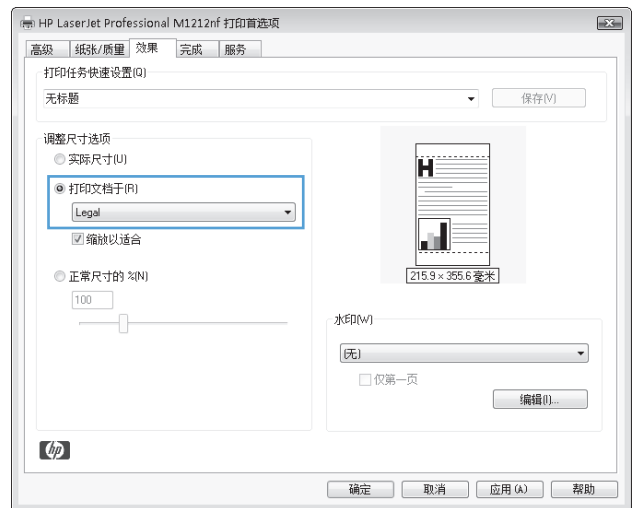 HP LaserJet Professional M1212nf 打印首选项
高级 纸张/质量 效果 完成 服务
打印任务快速设置(Q)
无标题
保存(V)
调整尺寸选项
实际尺寸(U)
打印文档于(R)
Legal
缩放以适合
正常尺寸的 %(N)
100
H
215.9 × 355.6 毫米
水印(W)
(无)
仅第一页
编辑(I)...
hp
确定 取消 应用 (A) 帮助